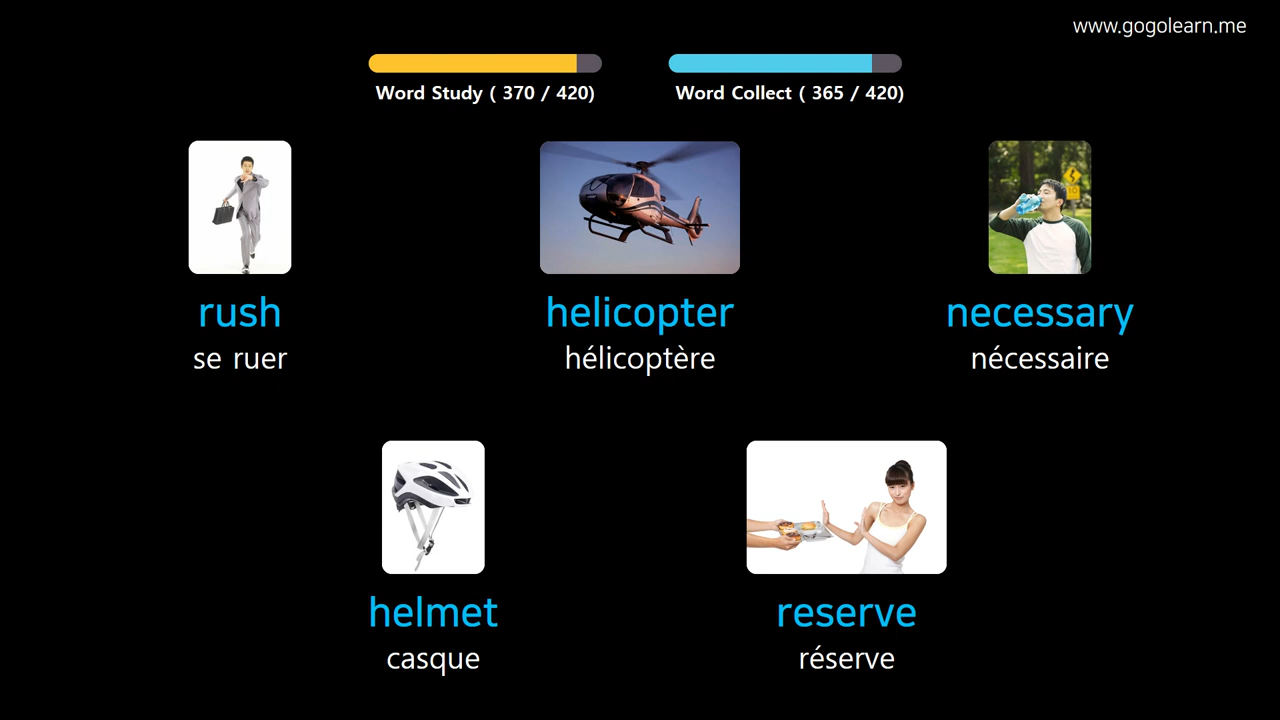 www.gogolearn.me
Word Study ( 370 / 420)
Word Collect ( 365 / 420)
rush
se ruer
helicopter
hélicoptère
necessary
nécessaire
helmet
casque
reserve
réserve